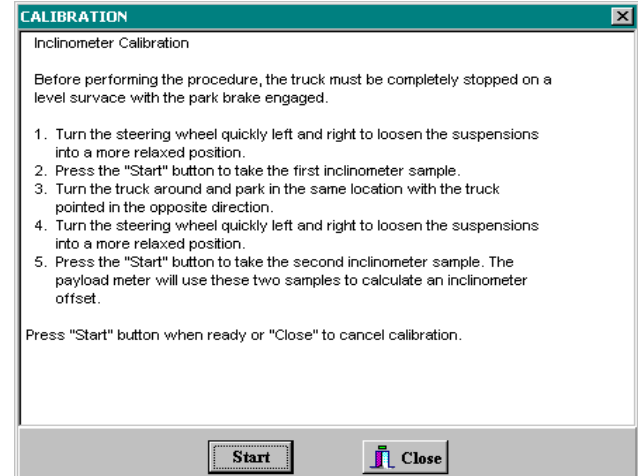 CALIBRATION
Inclinometer Calibration
Before performing the procedure, the truck must be completely stopped on a
level survace with the park brake engaged.
1. Turn the steering wheel quickly left and right to loosen the suspensions
into a more relaxed position.
2. Press the "Start" button to take the first inclinometer sample.
3. Turn the truck around and park in the same location with the truck
pointed in the opposite direction.
4. Turn the steering wheel quickly left and right to loosen the suspensions
into a more relaxed position.
5. Press the "Start" button to take the second inclinometer sample. The
payload meter will use these two samples to calculate an inclinometer
offset.
Press "Start" button when ready or "Close" to cancel calibration.
Start
Close